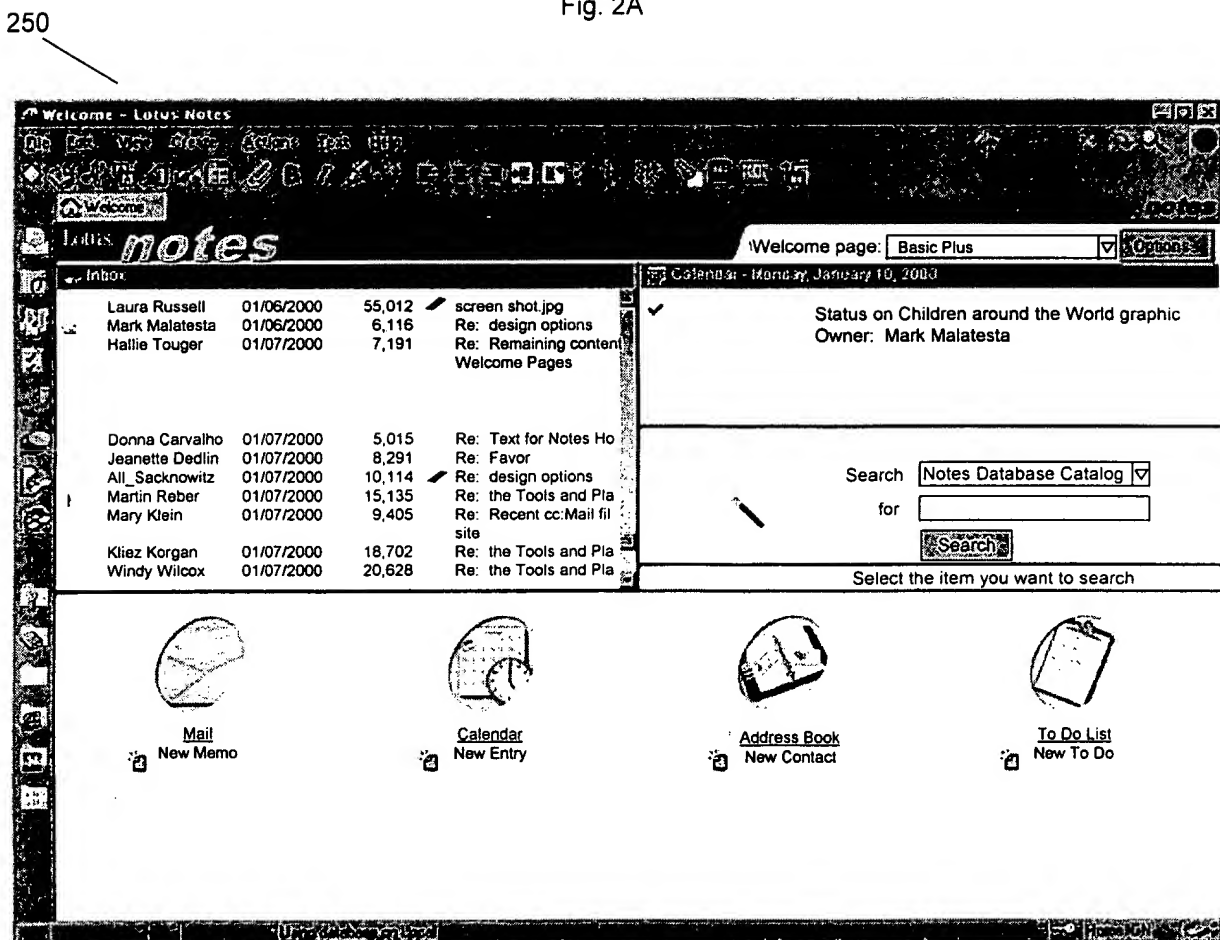 Fig. 2A
250
Welcome - Lotus Notes
File Edit View Create Actions Text Help
Welcome
notes
Lotus notes
Welcome page: Basic Plus Options
Inbox
Calendar - Monday, January 10, 2000
Laura Russell 01/06/2000 55,012 screen shot.jpg
Mark Malatesta 01/06/2000 6,116 Re: design options
Hallie Touger 01/07/2000 7,191 Re: Remaining content
Welcome Pages
Donna Carvalho 01/07/2000 5,015 Re: Text for Notes Ho
Jeanette Dedlin 01/07/2000 8,291 Re: Favor
All_Sacknowitz 01/07/2000 10,114 Re: design options
Martin Reber 01/07/2000 15,135 Re: the Tools and Pla
Mary Klein 01/07/2000 9,405 Re: Recent cc:Mail fil
site
Kliez Korgan 01/07/2000 18,702 Re: the Tools and Pla
Windy Wilcox 01/07/2000 20,628 Re: the Tools and Pla
Status on Children around the World graphic
Owner: Mark Malatesta
Search Notes Database Catalog
for
Search
Select the item you want to search
Mail
New Memo
Calendar
New Entry
Address Book
New Contact
To Do List
New To Do